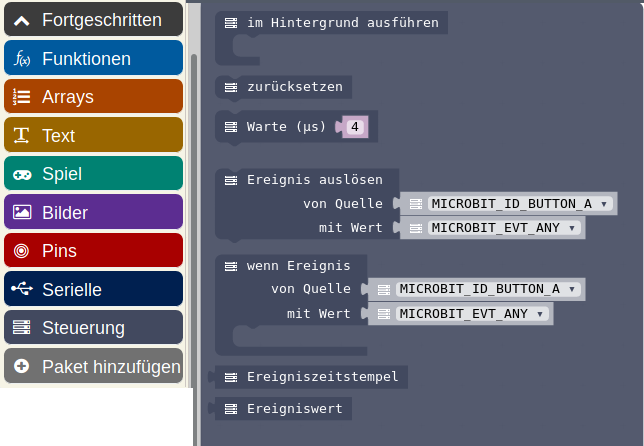 Fortgeschritten
Funktionen
Arrays
Text
Spiel
Bilder
Pins
Serielle
Steuerung
Paket hinzufügen
im Hintergrund ausführen
zurücksetzen
Warte (µs) 4
Ereignis auslösen
von Quelle MICROBIT_ID_BUTTON_A
mit Wert MICROBIT_EVT_ANY
wenn Ereignis
von Quelle MICROBIT_ID_BUTTON_A
mit Wert MICROBIT_EVT_ANY
Ereigniszeitstempel
Ereigniswert